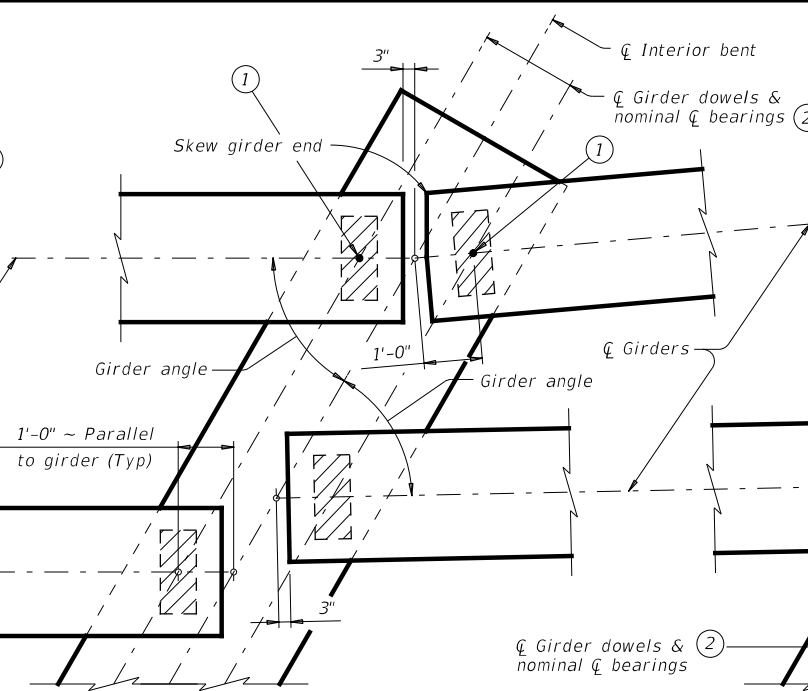 3"
℄ Interior bent
1
℄ Girder dowels &
nominal ℄ bearings
2
Skew girder end
1
1'-0"
℄ Girders
Girder angle
Girder angle
1'-0" ~ Parallel
to girder (Typ)
3"
℄ Girder dowels &
nominal ℄ bearings
2